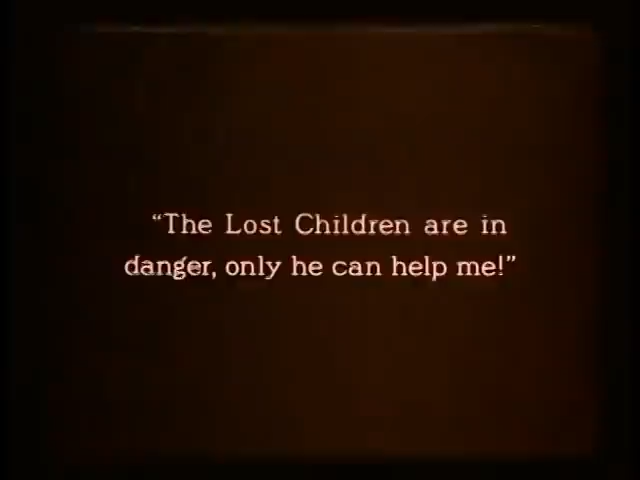 “The Lost Children are in
danger, only he can help me!”